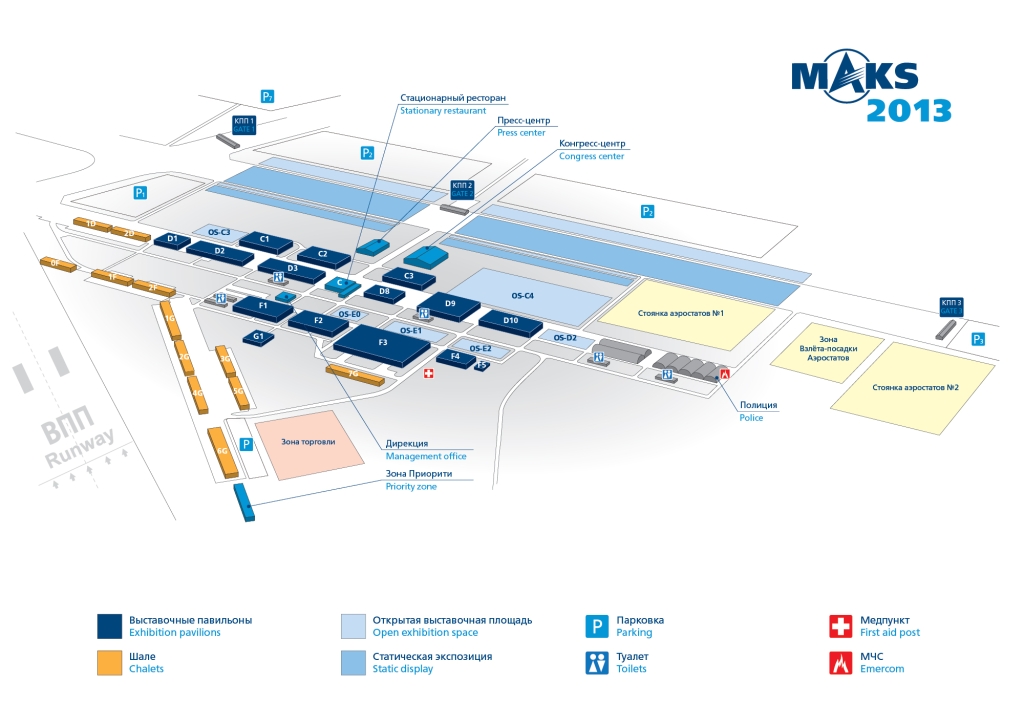 MAKS
2013
P7
КПП 1
GATE 1
Стационарный ресторан
Stationary restaurant
Пресс-центр
Press center
Конгресс-центр
Congress center
P2
КПП 2
GATE 2
P1
P2
1D
2D
D1
OS-C3
D2
C1
C2
D3
C
C3
D8
D9
D10
OS-C4
OS-D2
0F
1F
2F
F1
F2
OS-E0
OS-E1
F3
OS-E2
F4
F5
G1
1G
2G
3G
4G
5G
6G
7G
Стоянка аэростатов №1
Зона
Взлёта-посадки
Аэростатов
Стоянка аэростатов №2
КПП 3
GATE 3
P3
Полиция
Police
ВПП
Runway
P
Зона торговли
Дирекция
Management office
Зона Приорити
Priority zone
Выставочные павильоны
Exhibition pavilions
Шале
Chalets
Открытая выставочная площадь
Open exhibition space
Статическая экспозиция
Static display
P
Парковка
Parking
Туалет
Toilets
Медпункт
First aid post
МЧС
Emercom